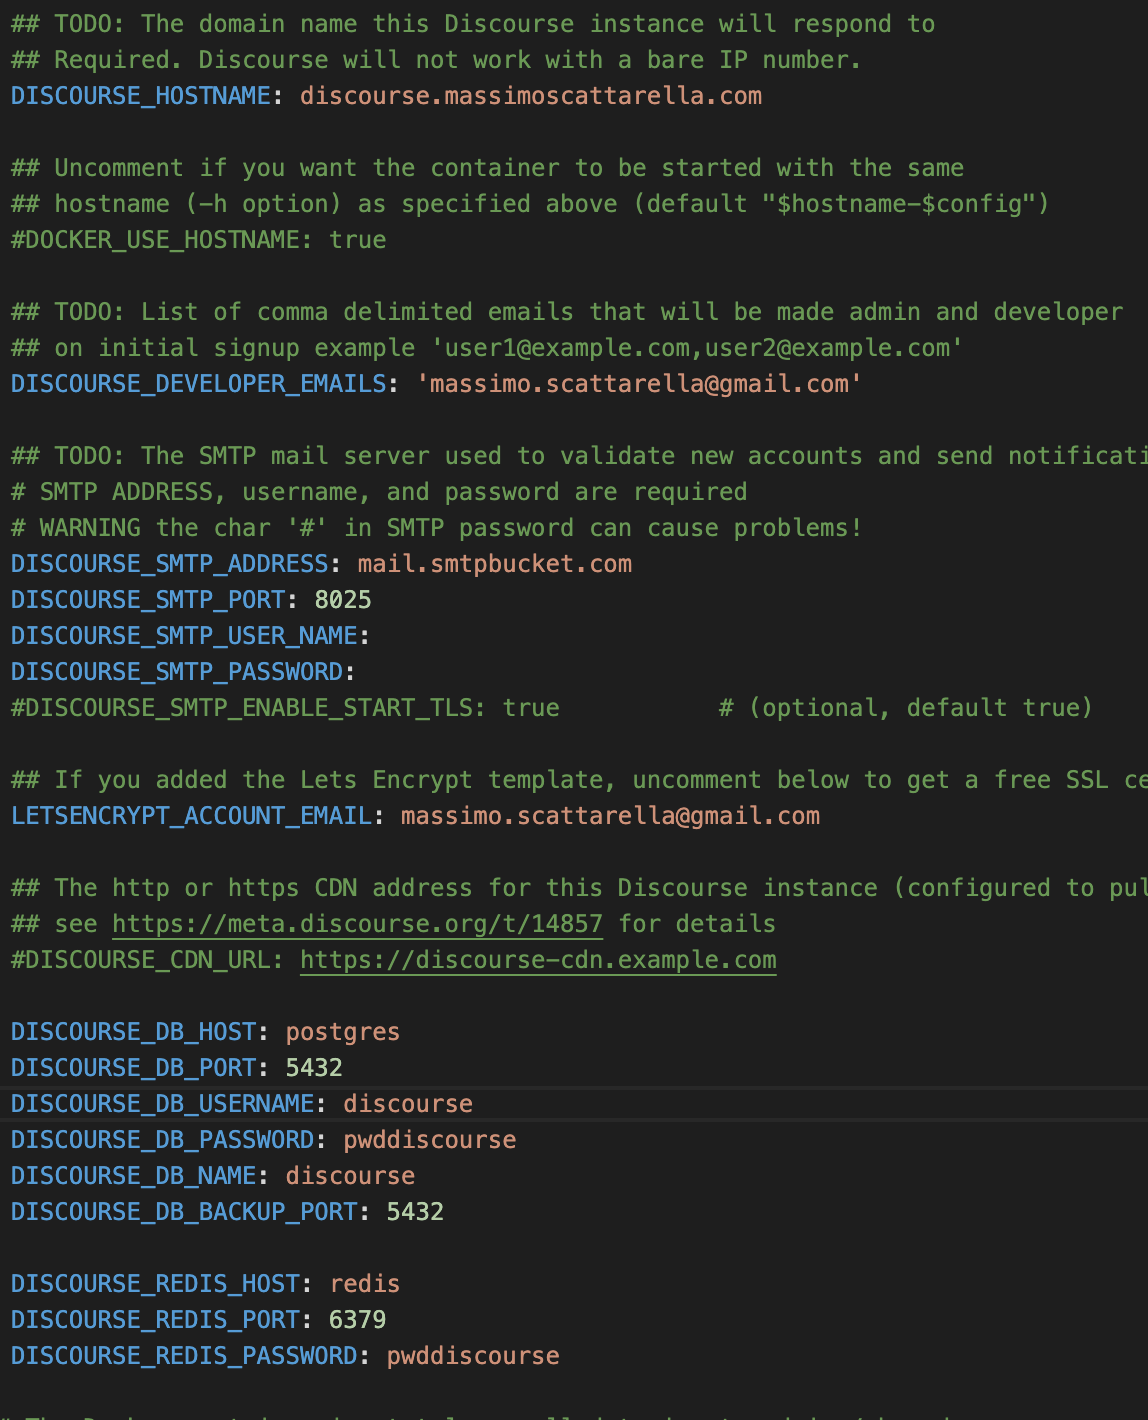 ## TODO: The domain name this Discourse instance will respond to
## Required. Discourse will not work with a bare IP number.
DISCOURSE_HOSTNAME: discourse.massimoscattarella.com
## Uncomment if you want the container to be started with the same
## hostname (-h option) as specified above (default "$hostname-$config")
#DOCKER_USE_HOSTNAME: true
## TODO: List of comma delimited emails that will be made admin and developer
## on initial signup example 'user1@example.com,user2@example.com'
DISCOURSE_DEVELOPER_EMAILS: 'massimo.scattarella@gmail.com'
## TODO: The SMTP mail server used to validate new accounts and send notificati
# SMTP ADDRESS, username, and password are required
# WARNING the char '#' in SMTP password can cause problems!
DISCOURSE_SMTP_ADDRESS: mail.smtpbucket.com
DISCOURSE_SMTP_PORT: 8025
DISCOURSE_SMTP_USER_NAME:
DISCOURSE_SMTP_PASSWORD:
#DISCOURSE_SMTP_ENABLE_START_TLS: true           # (optional, default true)
## If you added the Lets Encrypt template, uncomment below to get a free SSL ce
LETSENCRYPT_ACCOUNT_EMAIL: massimo.scattarella@gmail.com
## The http or https CDN address for this Discourse instance (configured to pul
## see https://meta.discourse.org/t/14857 for details
#DISCOURSE_CDN_URL: https://discourse-cdn.example.com
DISCOURSE_DB_HOST: postgres
DISCOURSE_DB_PORT: 5432
DISCOURSE_DB_USERNAME: discourse
DISCOURSE_DB_PASSWORD: pwddiscourse
DISCOURSE_DB_NAME: discourse
DISCOURSE_DB_BACKUP_PORT: 5432
DISCOURSE_REDIS_HOST: redis
DISCOURSE_REDIS_PORT: 6379
DISCOURSE_REDIS_PASSWORD: pwddiscourse